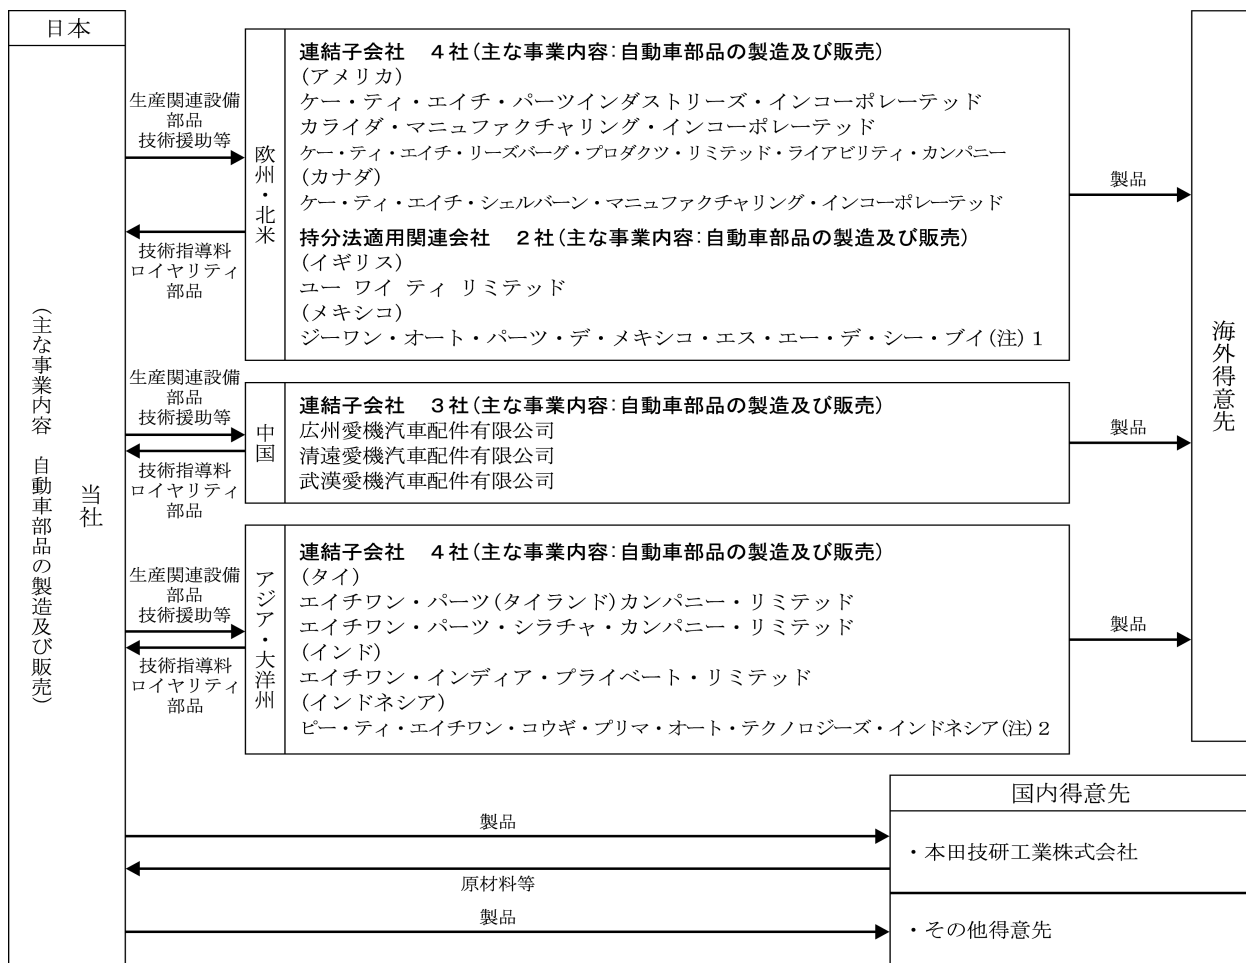 日本
当社
(主な事業内容 自動車部品の製造及び販売)
生産関連設備
部品
技術援助等
技術指導料
ロイヤリティ
部品
欧州・北米
連結子会社 4社(主な事業内容:自動車部品の製造及び販売)
(アメリカ)
ケー・ティ・エイチ・パーツインダストリーズ・インコーポレーテッド
カライダ・マニュファクチャリング・インコーポレーテッド
ケー・ティ・エイチ・リーズバーグ・プロダクツ・リミテッド・ライアビリティ・カンパニー
(カナダ)
ケー・ティ・エイチ・シェルバーン・マニュファクチャリング・インコーポレーテッド
持分法適用関連会社 2社(主な事業内容:自動車部品の製造及び販売)
(イギリス)
ユー ワイ ティ リミテッド
(メキシコ)
ジーワン・オート・パーツ・デ・メキシコ・エス・エー・デ・シー・ブイ(注)1
製品
海外得意先
生産関連設備
部品
技術援助等
技術指導料
ロイヤリティ
部品
中国
連結子会社 3社(主な事業内容:自動車部品の製造及び販売)
広州愛機汽車配件有限公司
清遠愛機汽車配件有限公司
武漢愛機汽車配件有限公司
製品
生産関連設備
部品
技術援助等
技術指導料
ロイヤリティ
部品
アジア・大洋州
連結子会社 4社(主な事業内容:自動車部品の製造及び販売)
(タイ)
エイチワン・パーツ(タイランド)カンパニー・リミテッド
エイチワン・パーツ・シラチャ・カンパニー・リミテッド
(インド)
エイチワン・インディア・プライベート・リミテッド
(インドネシア)
ピー・ティ・エイチワン・コウギ・プリマ・オート・テクノロジーズ・インドネシア(注)2
製品
国内得意先
製品
・本田技研工業株式会社
原材料等
製品
・その他得意先